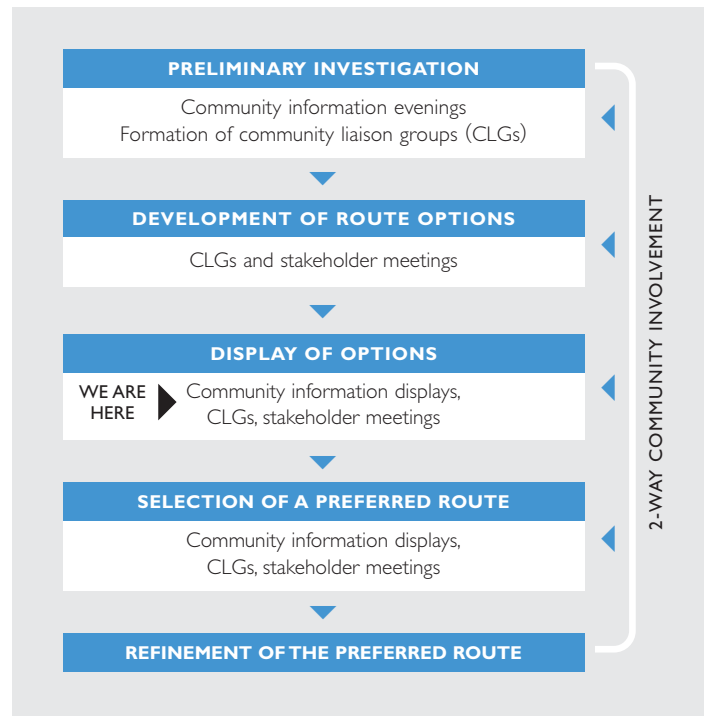 PRELIMINARY INVESTIGATION
Community information evenings
Formation of community liaison groups (CLGs)
DEVELOPMENT OF ROUTE OPTIONS
CLGs and stakeholder meetings
DISPLAY OF OPTIONS
WE ARE
HERE
Community information displays,
CLGs, stakeholder meetings
SELECTION OF A PREFERRED ROUTE
Community information displays,
CLGs, stakeholder meetings
REFINEMENT OF THE PREFERRED ROUTE
2-WAY COMMUNITY INVOLVEMENT